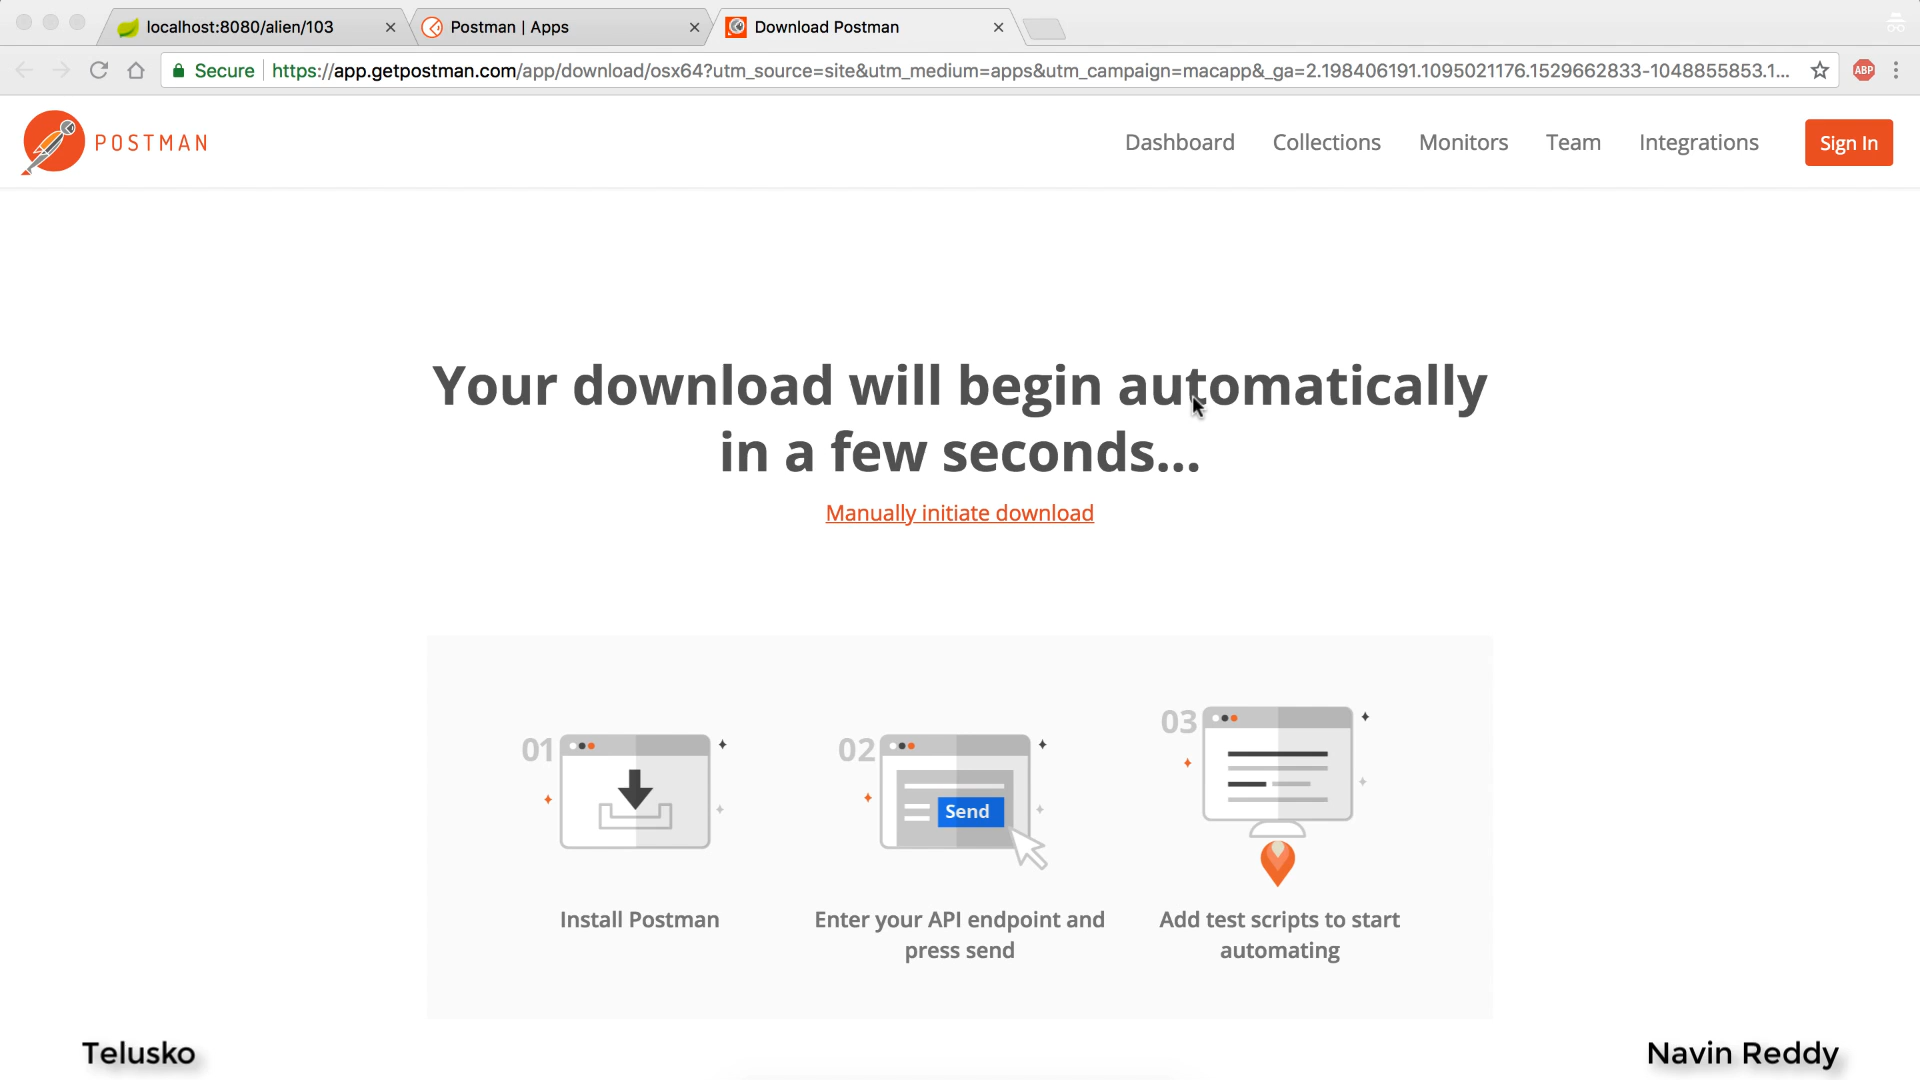 localhost:8080/alien/103
Postman | Apps
Download Postman
Secure
https://app.getpostman.com/app/download/osx64?utm_source=site&utm_medium=apps&utm_campaign=macapp&_ga=2.198406191.1095021176.1529662833-1048855853.1...
ABP
POSTMAN
Dashboard
Collections
Monitors
Team
Integrations
Sign In
Your download will begin automatically
in a few seconds...
Manually initiate download
01
02
03
Send
Install Postman
Enter your API endpoint and
press send
Add test scripts to start
automating
Telusko
Navin Reddy